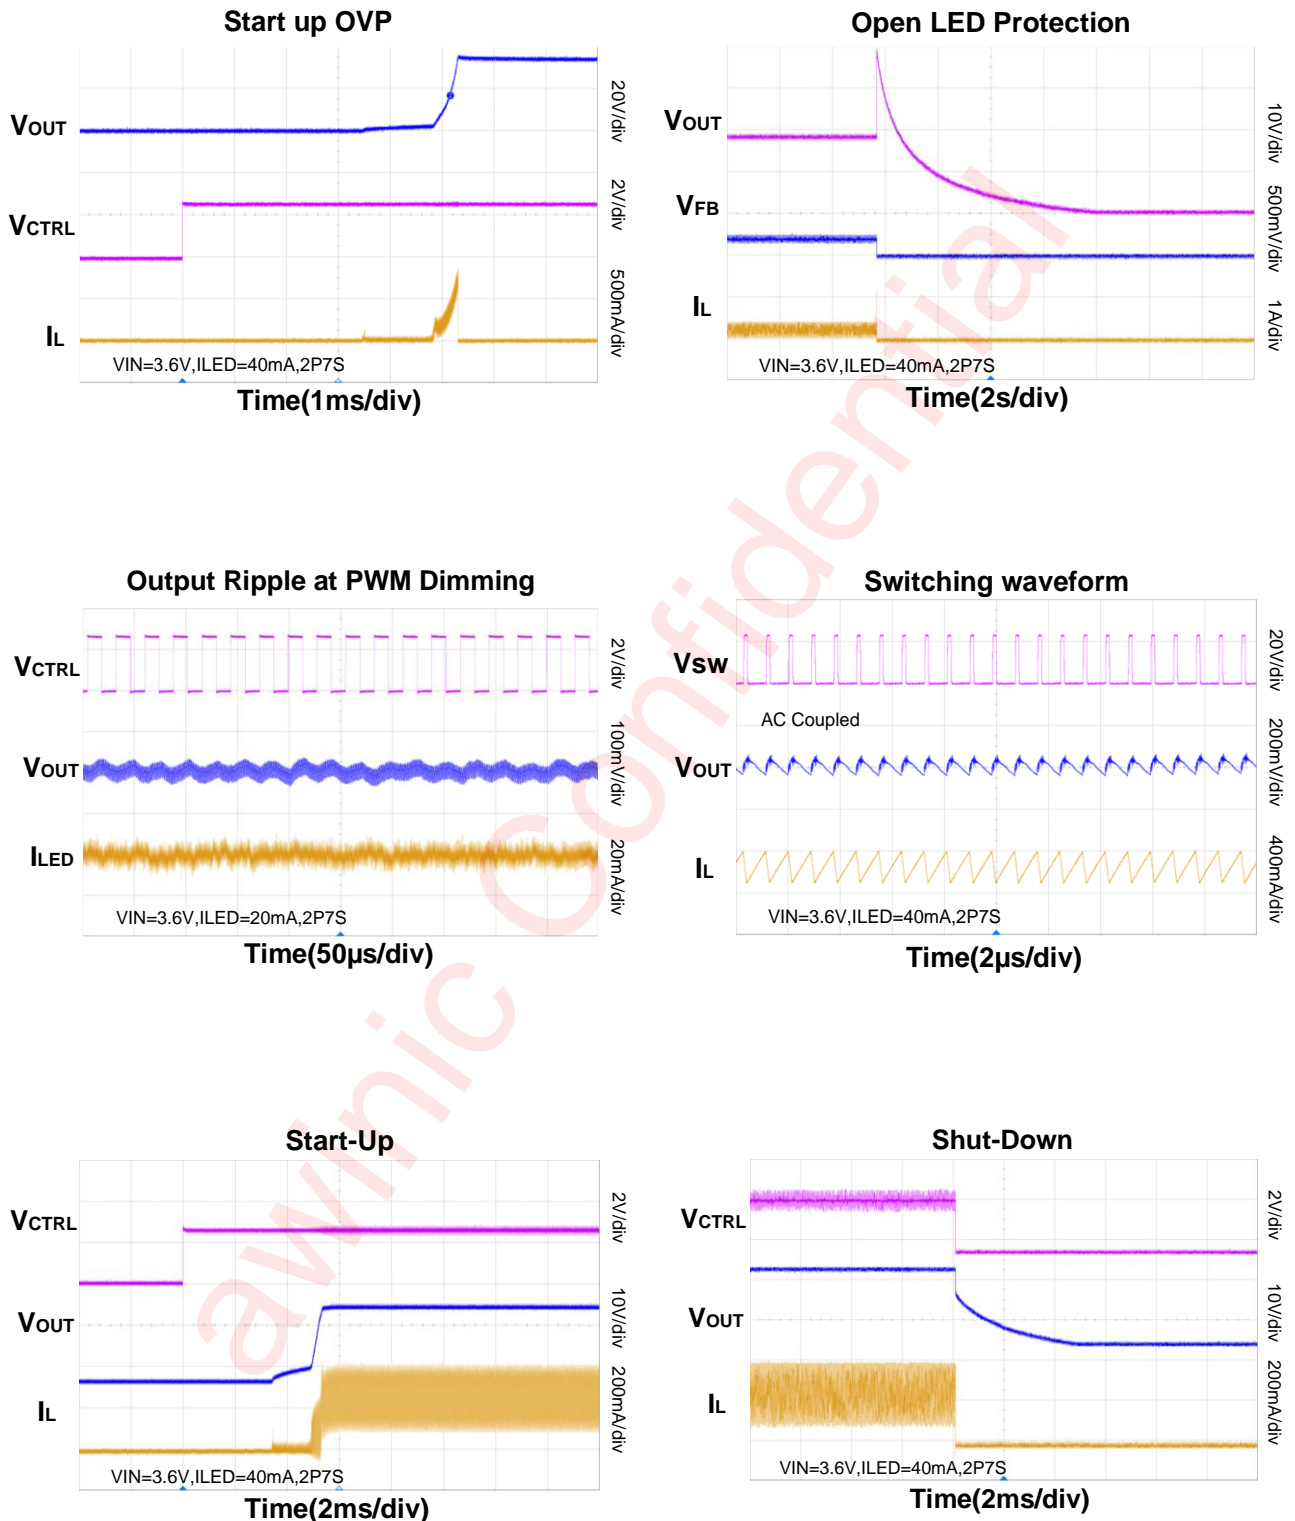 Start up OVP
VOUT
VCTRL
IL
20V/div
2V/div
500mA/div
VIN=3.6V,ILED=40mA,2P7S
Time(1ms/div)
Open LED Protection
VOUT
VFB
IL
10V/div
500mV/div
1A/div
VIN=3.6V,ILED=40mA,2P7S
Time(2s/div)
Output Ripple at PWM Dimming
VCTRL
VOUT
ILED
2V/div
100mV/div
20mA/div
VIN=3.6V,ILED=20mA,2P7S
Time(50µs/div)
Switching waveform
VSW
AC Coupled
VOUT
IL
20V/div
200mV/div
400mA/div
VIN=3.6V,ILED=40mA,2P7S
Time(2µs/div)
Start-Up
VCTRL
VOUT
IL
2V/div
10V/div
200mA/div
VIN=3.6V,ILED=40mA,2P7S
Time(2ms/div)
Shut-Down
VCTRL
VOUT
IL
2V/div
10V/div
200mA/div
VIN=3.6V,ILED=40mA,2P7S
Time(2ms/div)
awinic Confidential